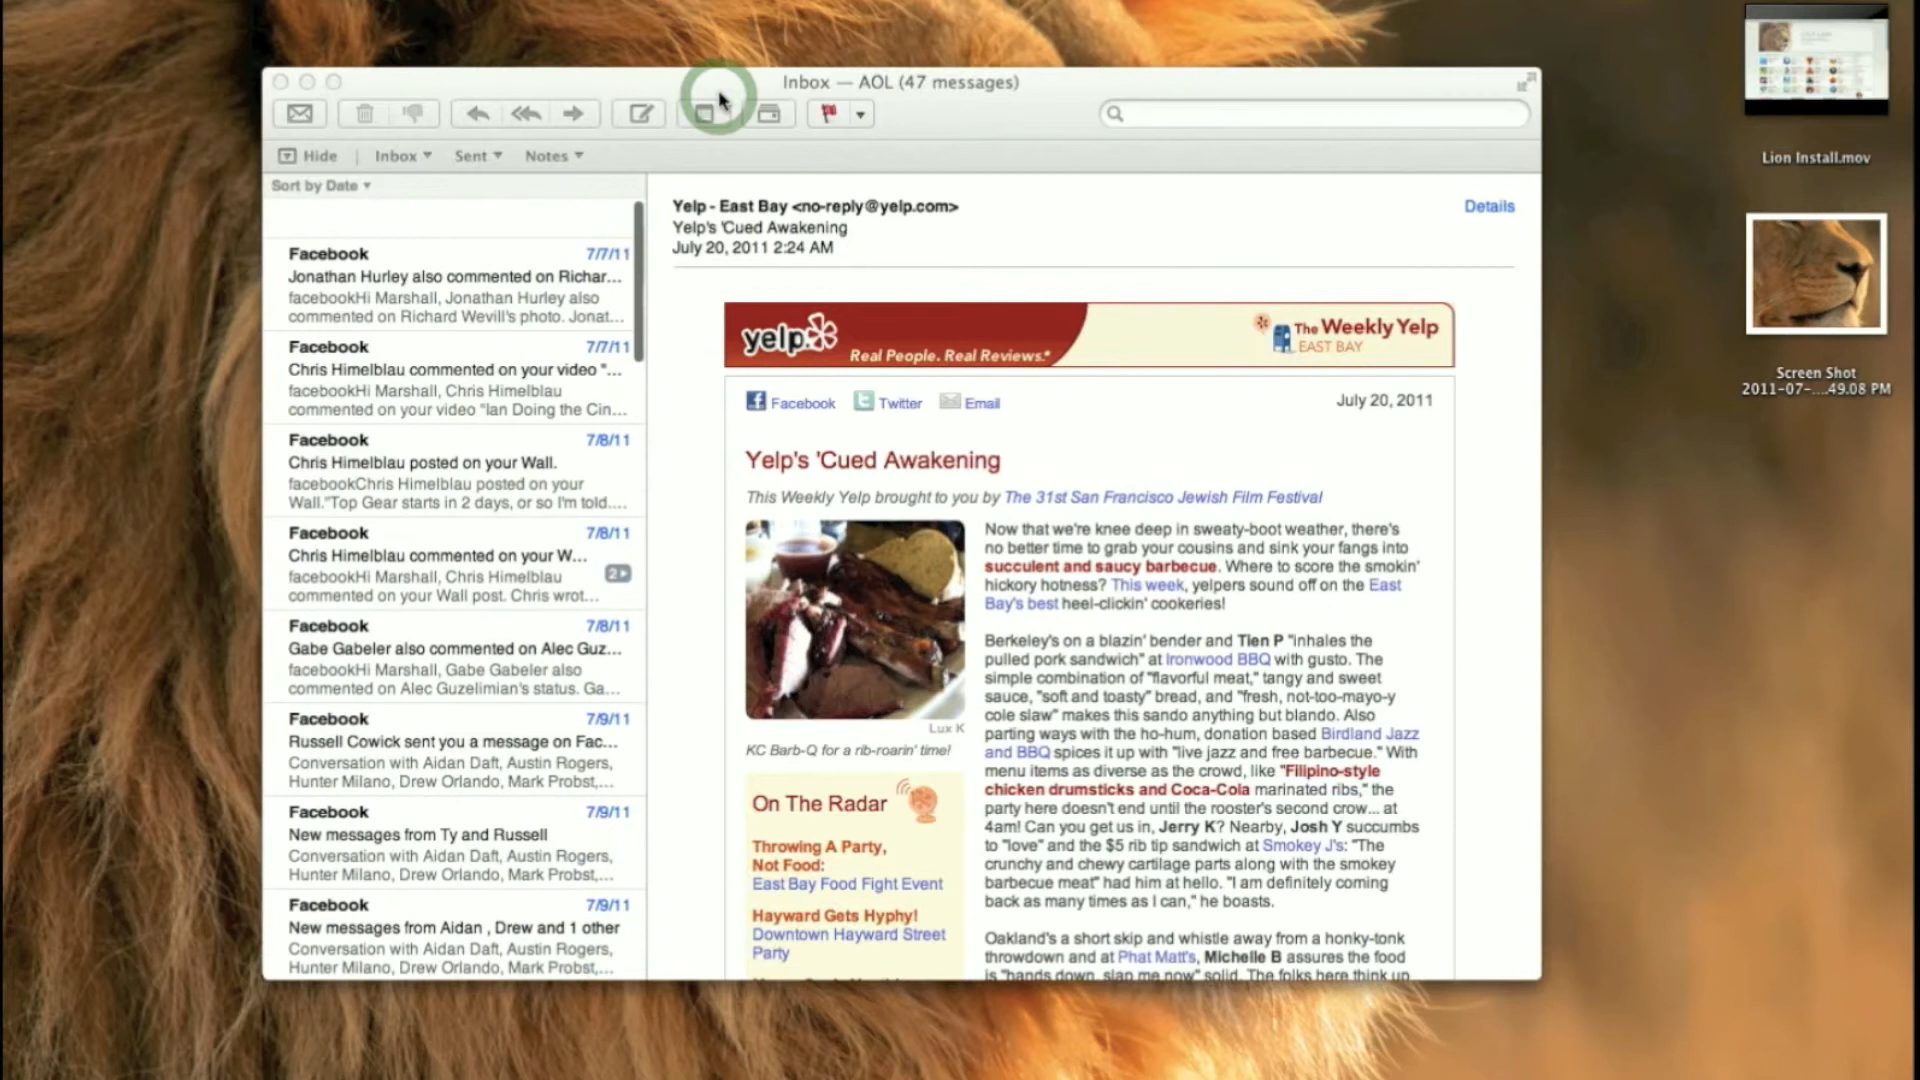 Inbox — AOL (47 messages)
Hide | Inbox Sent Notes
Sort by Date
Facebook 7/7/11
Jonathan Hurley also commented on Richar...
facebookHi Marshall, Jonathan Hurley also
commented on Richard Wevill's photo. Jonat...
Facebook 7/7/11
Chris Himelblau commented on your video "...
facebookHi Marshall, Chris Himelblau
commented on your video "Ian Doing the Cin...
Facebook 7/8/11
Chris Himelblau posted on your Wall.
facebookChris Himelblau posted on your
Wall."Top Gear starts in 2 days, or so I'm told....
Facebook 7/8/11
Chris Himelblau commented on your W...
facebookHi Marshall, Chris Himelblau
commented on your Wall post. Chris wrot...
2
Facebook 7/8/11
Gabe Gabeler also commented on Alec Guz...
facebookHi Marshall, Gabe Gabeler also
commented on Alec Guzelimian's status. Ga...
Facebook 7/9/11
Russell Cowick sent you a message on Fac...
Conversation with Aidan Daft, Austin Rogers,
Hunter Milano, Drew Orlando, Mark Probst,...
Facebook 7/9/11
New messages from Ty and Russell
Conversation with Aidan Daft, Austin Rogers,
Hunter Milano, Drew Orlando, Mark Probst,...
Facebook 7/9/11
New messages from Aidan , Drew and 1 other
Conversation with Aidan Daft, Austin Rogers,
Hunter Milano, Drew Orlando, Mark Probst,...
Yelp - East Bay <no-reply@yelp.com> Details
Yelp's 'Cued Awakening
July 20, 2011 2:24 AM
yelp
Real People. Real Reviews.*
The Weekly Yelp
EAST BAY
Facebook Twitter Email July 20, 2011
Yelp's 'Cued Awakening
This Weekly Yelp brought to you by The 31st San Francisco Jewish Film Festival
Lux K
KC Barb-Q for a rib-roarin' time!
On The Radar
Throwing A Party,
Not Food:
East Bay Food Fight Event
Hayward Gets Hyphy!
Downtown Hayward Street
Party
Now that we're knee deep in sweaty-boot weather, there's
no better time to grab your cousins and sink your fangs into
succulent and saucy barbecue. Where to score the smokin'
hickory hotness? This week, yelpers sound off on the East
Bay's best heel-clickin' cookeries!
Berkeley's on a blazin' bender and Tien P "inhales the
pulled pork sandwich" at Ironwood BBQ with gusto. The
simple combination of "flavorful meat," tangy and sweet
sauce, "soft and toasty" bread, and "fresh, not-too-mayo-y
cole slaw" makes this sando anything but blando. Also
parting ways with the ho-hum, donation based Birdland Jazz
and BBQ spices it up with "live jazz and free barbecue." With
menu items as diverse as the crowd, like "Filipino-style
chicken drumsticks and Coca-Cola marinated ribs," the
party here doesn't end until the rooster's second crow... at
4am! Can you get us in, Jerry K? Nearby, Josh Y succumbs
to "love" and the $5 rib tip sandwich at Smokey J's: "The
crunchy and chewy cartilage parts along with the smokey
barbecue meat" had him at hello. "I am definitely coming
back as many times as I can," he boasts.
Oakland's a short skip and whistle away from a honky-tonk
throwdown and at Phat Matt's, Michelle B assures the food
is "hands down, slap me now" solid. The folks here think up
Lion Install.mov
Screen Shot
2011-07-....49.08 PM